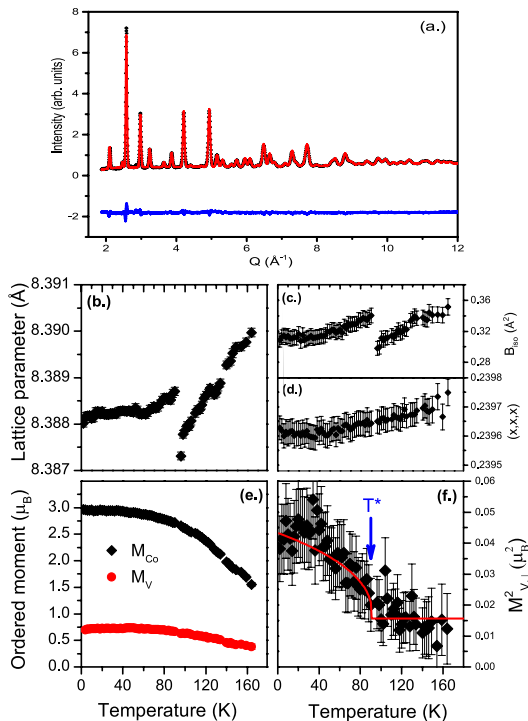 (a.)
Intensity (arb. units)
8
6
4
2
0
-2
2 4 6 8 10 12
Q (Å⁻¹)
(b.)
Lattice parameter (Å)
8.391
8.390
8.389
8.388
8.387
(c.)
0,36
0,32
0,28
B_iso (Å²)
(d.)
0.2398
0.2397
0.2396
0.2395
(x,x,x)
(e.)
Ordered moment (μ_B)
3.0
2.5
2.0
1.5
1.0
0.5
0.0
M_Co
M_V
0 40 80 120 160
Temperature (K)
(f.)
T*
0.06
0.05
0.04
0.03
0.02
0.01
0.00
M²_V,⊥ (μ²_B)
0 40 80 120 160
Temperature (K)